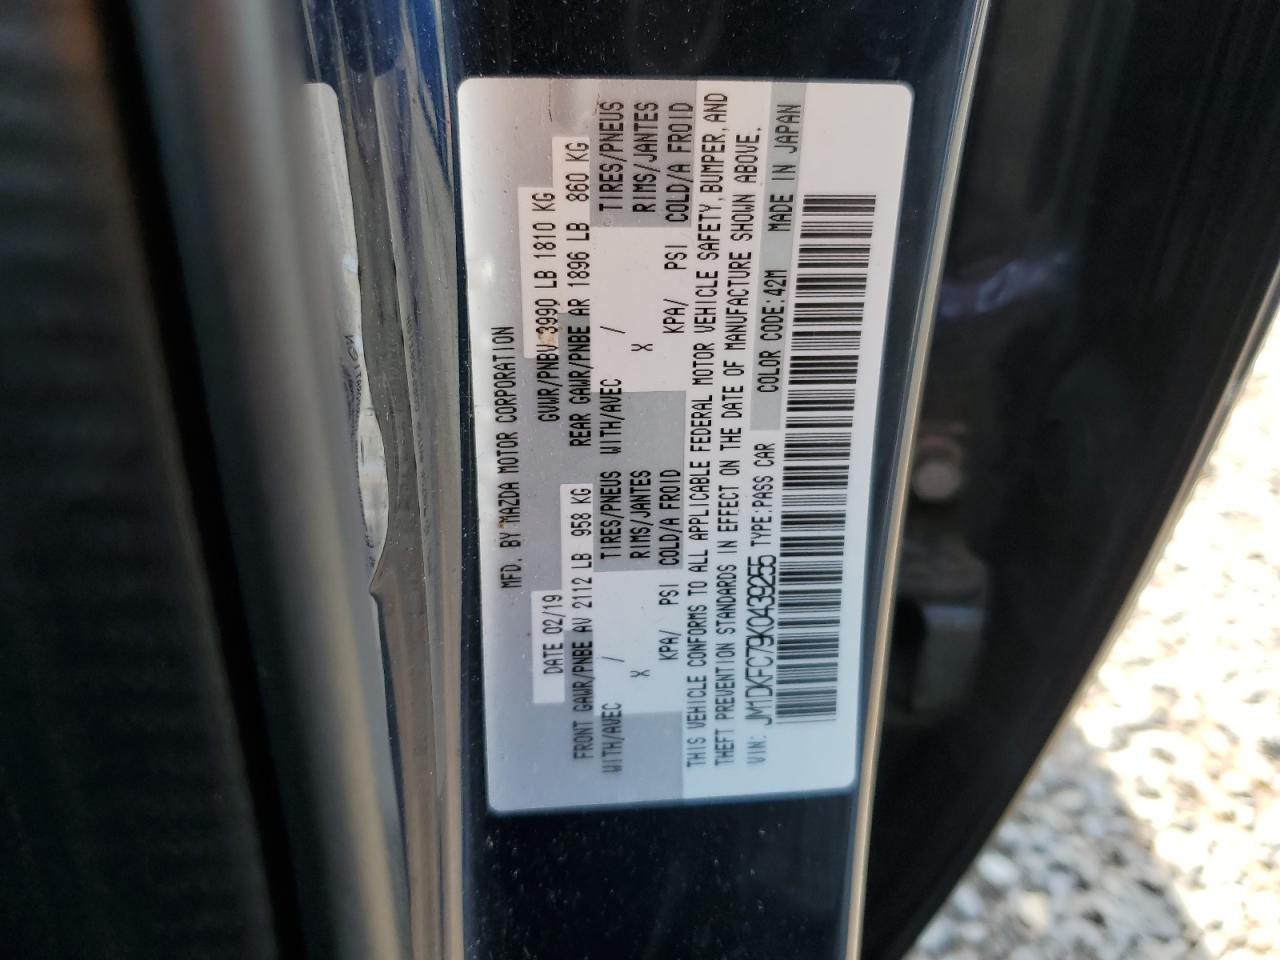 MFD. BY MAZDA MOTOR CORPORATION
DATE 02/19 GVWR/PNBV 3990 LB 1810 KG
FRONT GAWR/PNBE AV 2112 LB 958 KG REAR GAWR/PNBE AR 1896 LB 860 KG
WITH/AVEC / TIRES/PNEUS WITH/AVEC / TIRES/PNEUS
X RIMS/JANTES X RIMS/JANTES
KPA/ PSI COLD/A FROID KPA/ PSI COLD/A FROID
THIS VEHICLE CONFORMS TO ALL APPLICABLE FEDERAL MOTOR VEHICLE SAFETY, BUMPER, AND
THEFT PREVENTION STANDARDS IN EFFECT ON THE DATE OF MANUFACTURE SHOWN ABOVE.
VIN: JM1DKFC79K0439255 TYPE:PASS CAR COLOR CODE:42M MADE IN JAPAN